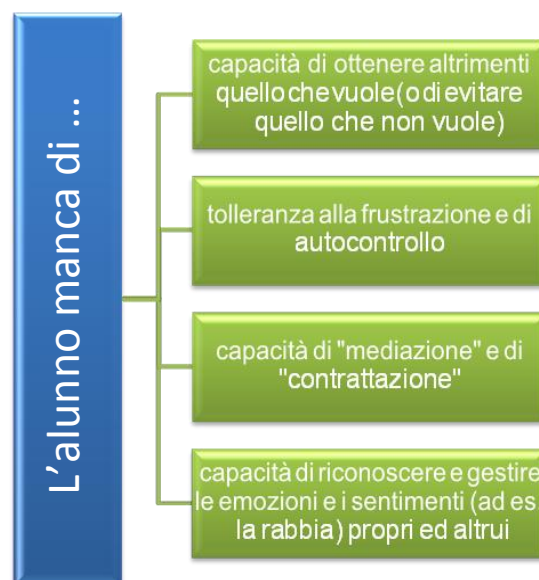 L'alunno manca di ...
capacità di ottenere altrimenti
quello che vuole (o di evitare
quello che non vuole)
tolleranza alla frustrazione e di
autocontrollo
capacità di "mediazione" e di
"contrattazione"
capacità di riconoscere e gestire
le emozioni e i sentimenti (ad es.
la rabbia) propri ed altrui